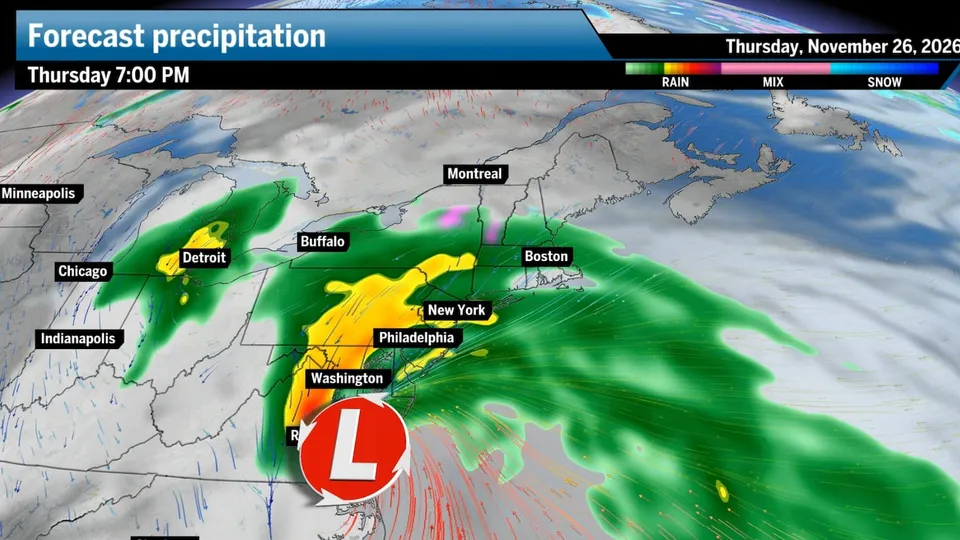 Forecast precipitation
Thursday, November 26, 2026
Thursday 7:00 PM
RAIN MIX SNOW
Montreal
Minneapolis
Buffalo
Boston
Detroit
Chicago
New York
Indianapolis
Philadelphia
Washington
R
L